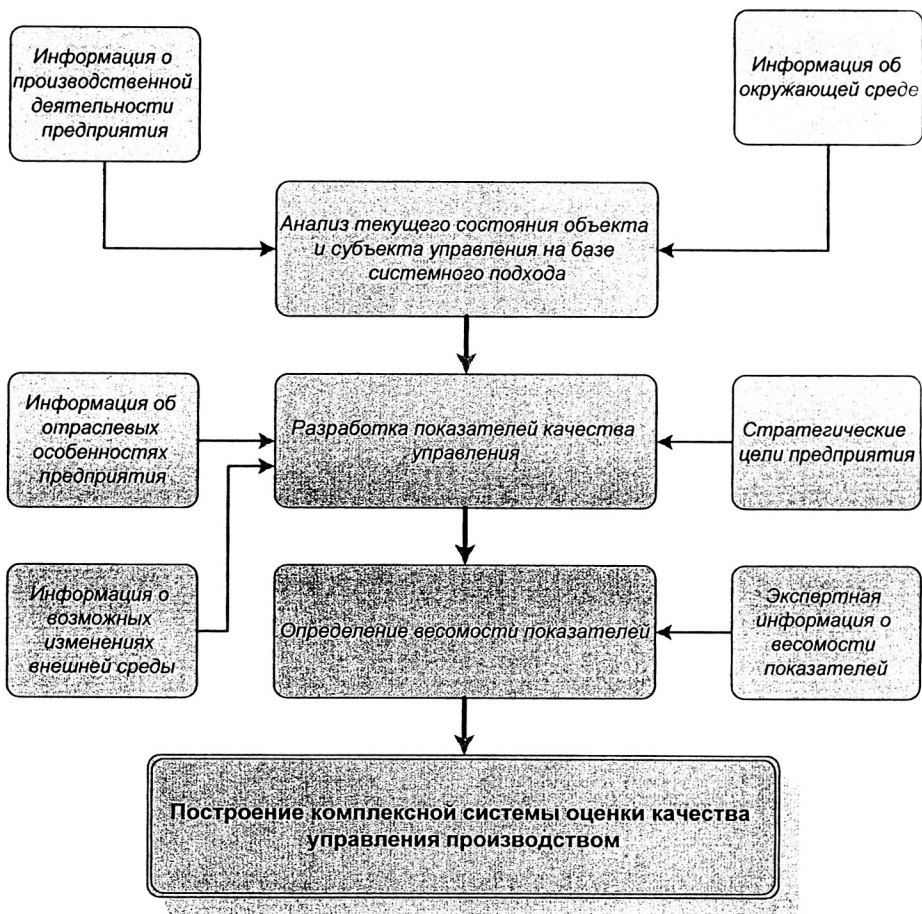 Информация о
производственной
деятельности
предприятия
Информация об
окружающей среде
Анализ текущего состояния объекта
и субъекта управления на базе
системного подхода
Информация об
отраслевых
особенностях
предприятия
Разработка показателей качества
управления
Стратегические
цели предприятия
Информация о
возможных
изменениях
внешней среды
Определение весомости показателей
Экспертная
информация о
весомости
показателей
Построение комплексной системы оценки качества
управления производством